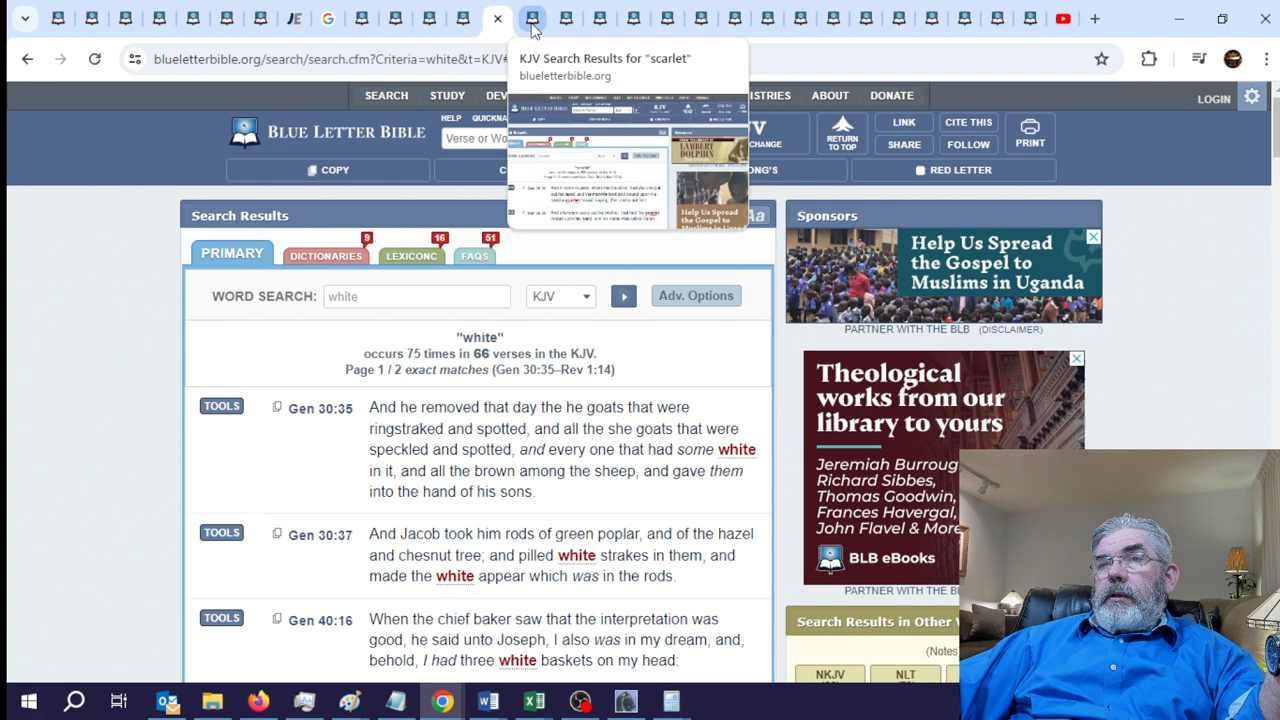 JE
blueletterbible.org/search/search.cfm?Criteria=white&t=KJV#
KJV Search Results for "scarlet"
blueletterbible.org
SEARCH STUDY DEV
MINISTRIES ABOUT DONATE
LOGIN
BLUE LETTER BIBLE
HELP QUICKNA
Verse or Wo
CHANGE
RETURN
TO TOP
LINK
CITE THIS
SHARE
FOLLOW
PRINT
RED LETTER
Search Results
Aa
PRIMARY
DICTIONARIES 9
LEXICONC 16
FAQS 51
WORD SEARCH: white KJV Adv. Options
"white"
occurs 75 times in 66 verses in the KJV.
Page 1 / 2 exact matches (Gen 30:35–Rev 1:14)
TOOLS Gen 30:35 And he removed that day the he goats that were
ringstraked and spotted, and all the she goats that were
speckled and spotted, and every one that had some white
in it, and all the brown among the sheep, and gave them
into the hand of his sons.
TOOLS Gen 30:37 And Jacob took him rods of green poplar, and of the hazel
and chesnut tree; and pilled white strakes in them, and
made the white appear which was in the rods.
TOOLS Gen 40:16 When the chief baker saw that the interpretation was
good, he said unto Joseph, I also was in my dream, and,
behold, I had three white baskets on my head:
Sponsors
Help Us Spread
the Gospel to
Muslims in Uganda
PARTNER WITH THE BLB (DISCLAIMER)
Theological
works from our
library to yours
Jeremiah Burroug
Richard Sibbes,
Thomas Goodwin,
Frances Havergal,
John Flavel & More
BLB eBooks
PARTNER WITH THE BL
Search Results in Other V
(Notes
NLT